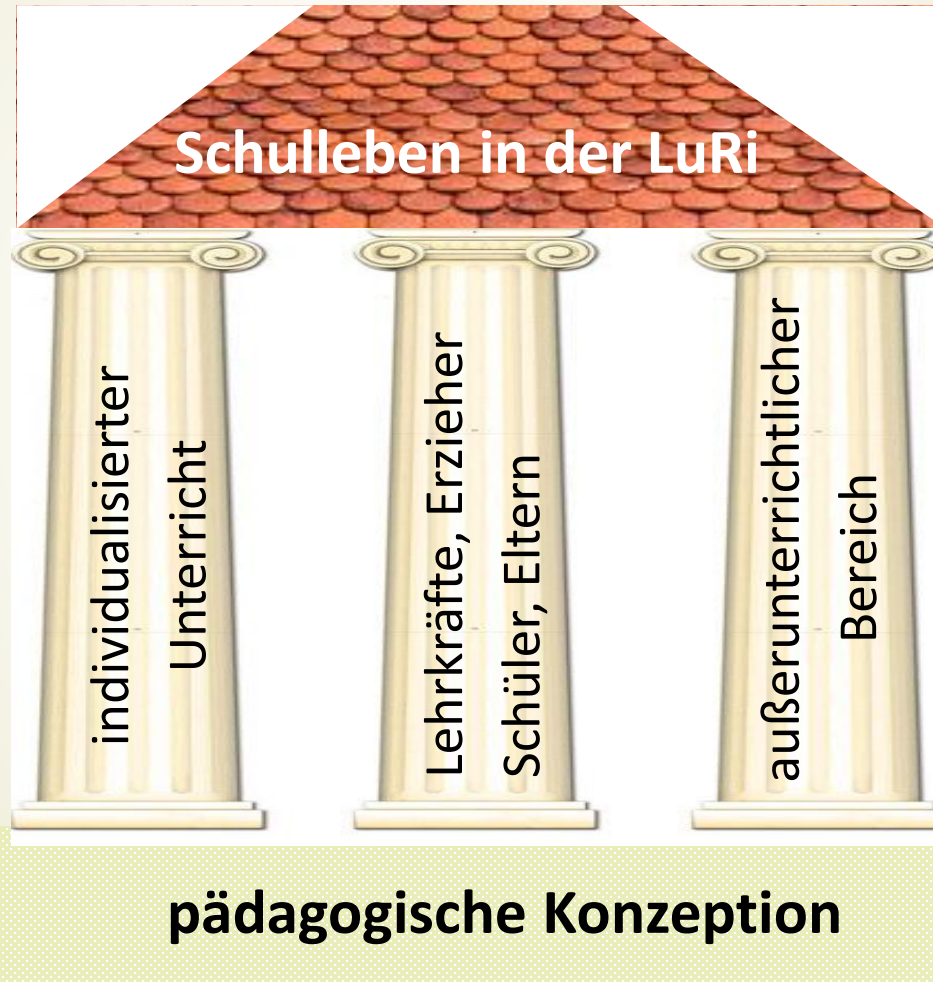 Schulleben in der LuRi
individualisierter
Unterricht
Lehrkräfte, Erzieher
Schüler, Eltern
außerunterrichtlicher
Bereich
pädagogische Konzeption